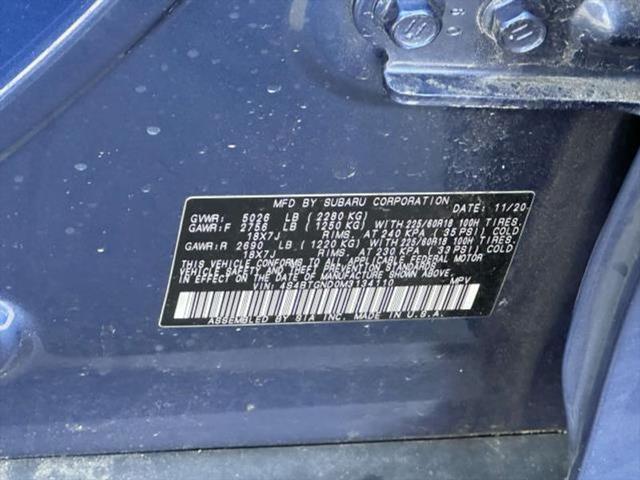 MFD BY SUBARU CORPORATION DATE: 11/20
GVWR: 5026 LB (2280 KG)
GAWR:F 2756 LB (1250 KG) WITH 225/60R18 100H TIRES,
18X7J RIMS, AT 240 KPA (35 PSI) COLD
GAWR:R 2690 LB (1220 KG) WITH 225/60R18 100H TIRES,
18X7J RIMS, AT 230 KPA (33 PSI) COLD
THIS VEHICLE CONFORMS TO ALL APPLICABLE FEDERAL MOTOR
VEHICLE SAFETY AND BUMPER AND THEFT PREVENTION STANDARDS
IN EFFECT ON THE DATE OF MANUFACTURE SHOWN ABOVE.
VIN: 4S4BTGND0M3134110 MPV
ASSEMBLED BY SIA INC. MADE IN U.S.A.